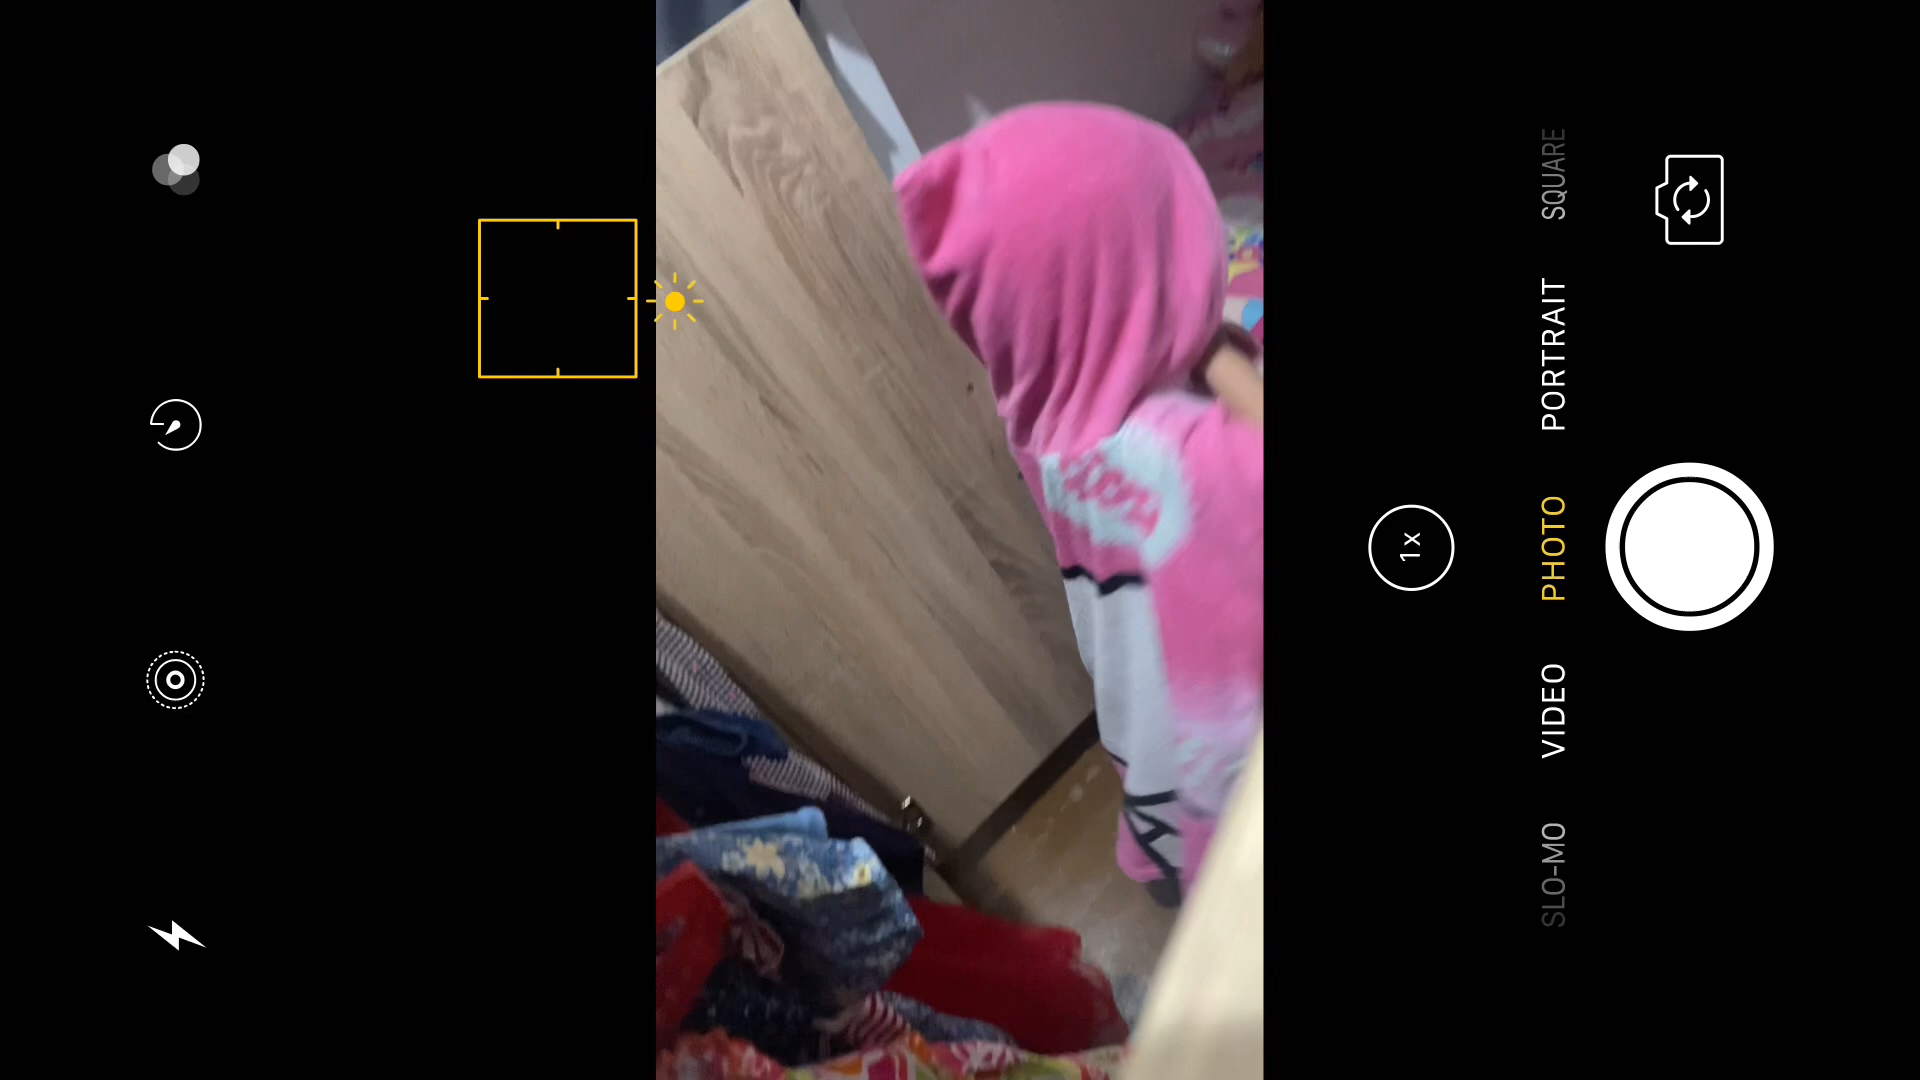 SQUARE
PORTRAIT
PHOTO
VIDEO
SLO-MO
1x